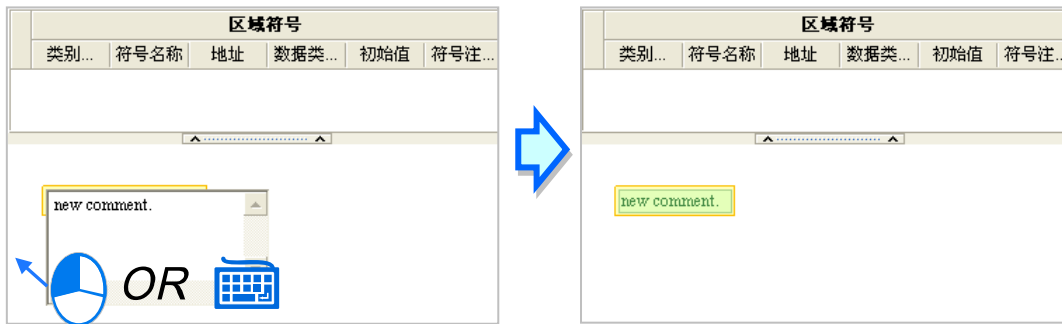 区域符号
类别... 符号名称 地址 数据类... 初始值 符号注...
new comment.
OR
区域符号
类别... 符号名称 地址 数据类... 初始值 符号注...
new comment.